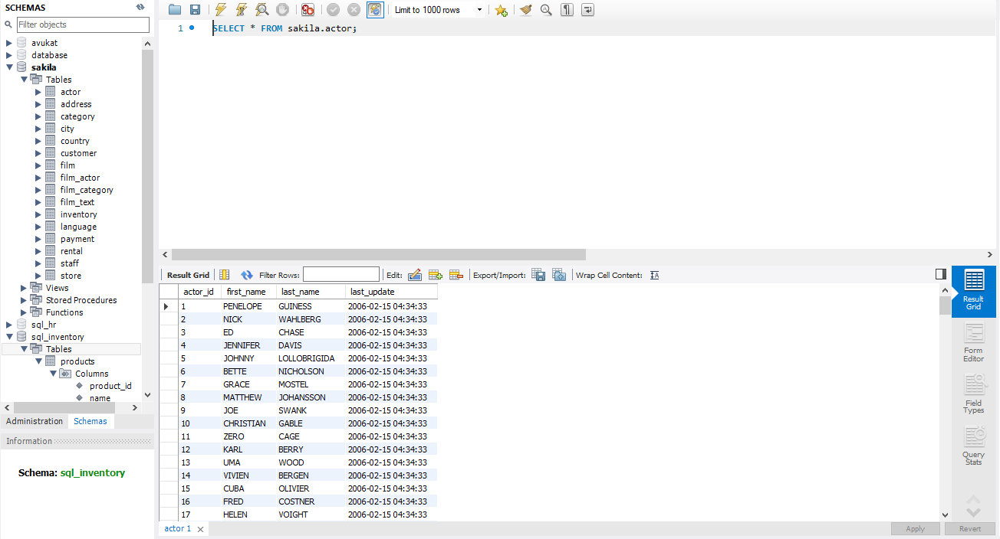 SCHEMAS
Filter objects
avukat
database
sakila
Tables
actor
address
category
city
country
customer
film
film_actor
film_category
film_text
inventory
language
payment
rental
staff
store
Views
Stored Procedures
Functions
sql_hr
sql_inventory
Tables
products
Columns
product_id
name
Administration Schemas
Information
Schema: sql_inventory
Limit to 1000 rows
1 SELECT * FROM sakila.actor;
Result Grid Filter Rows: Edit: Export/Import: Wrap Cell Content:
actor_id first_name last_name last_update
1 PENELOPE GUINESS 2006-02-15 04:34:33
2 NICK WAHLBERG 2006-02-15 04:34:33
3 ED CHASE 2006-02-15 04:34:33
4 JENNIFER DAVIS 2006-02-15 04:34:33
5 JOHNNY LOLLOBRIGIDA 2006-02-15 04:34:33
6 BETTE NICHOLSON 2006-02-15 04:34:33
7 GRACE MOSTEL 2006-02-15 04:34:33
8 MATTHEW JOHANSSON 2006-02-15 04:34:33
9 JOE SWANK 2006-02-15 04:34:33
10 CHRISTIAN GABLE 2006-02-15 04:34:33
11 ZERO CAGE 2006-02-15 04:34:33
12 KARL BERRY 2006-02-15 04:34:33
13 UMA WOOD 2006-02-15 04:34:33
14 VIVIEN BERGEN 2006-02-15 04:34:33
15 CUBA OLIVIER 2006-02-15 04:34:33
16 FRED COSTNER 2006-02-15 04:34:33
17 HELEN VOIGHT 2006-02-15 04:34:33
actor 1
Result
Grid
Form
Editor
Field
Types
Query
Stats
Apply Revert